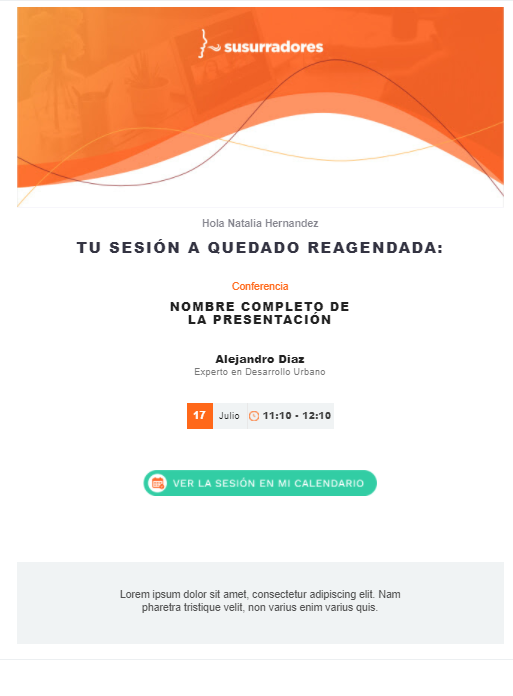 susurradores
Hola Natalia Hernandez
TU SESIÓN A QUEDADO REAGENDADA:
Conferencia
NOMBRE COMPLETO DE
LA PRESENTACIÓN
Alejandro Diaz
Experto en Desarrollo Urbano
17 Julio 11:10 - 12:10
VER LA SESIÓN EN MI CALENDARIO
Lorem ipsum dolor sit amet, consectetur adipiscing elit. Nam
pharetra tristique velit, non varius enim varius quis.